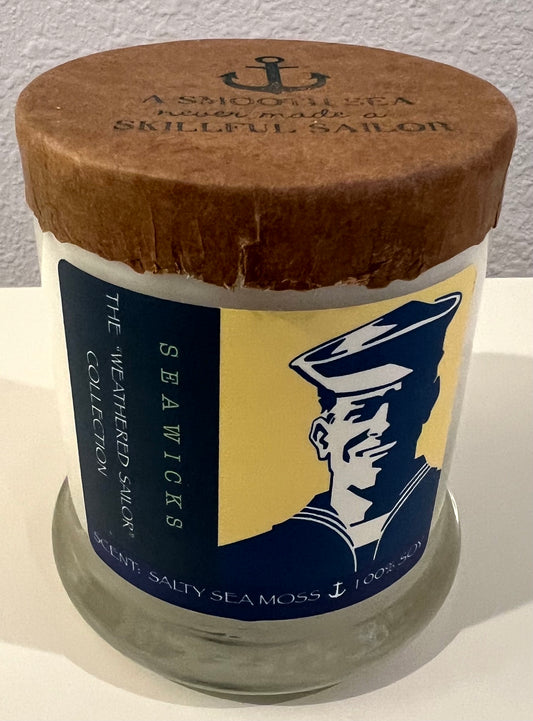 A SMOOTH SEA
never made a
SKILLFUL SAILOR
SEAWICKS
THE "WEATHERED SAILOR"
COLLECTION
SCENT: SALTY SEA MOSS 100% SOY